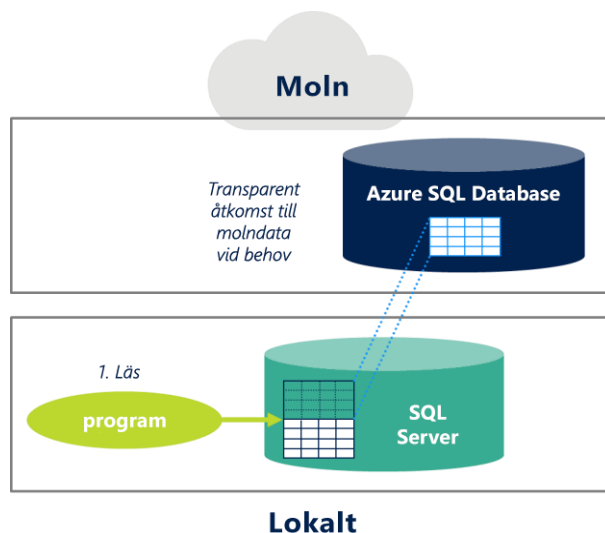 Moln
Azure SQL Database
Transparent
åtkomst till
molndata
vid behov
1. Läs
program
SQL
Server
Lokalt